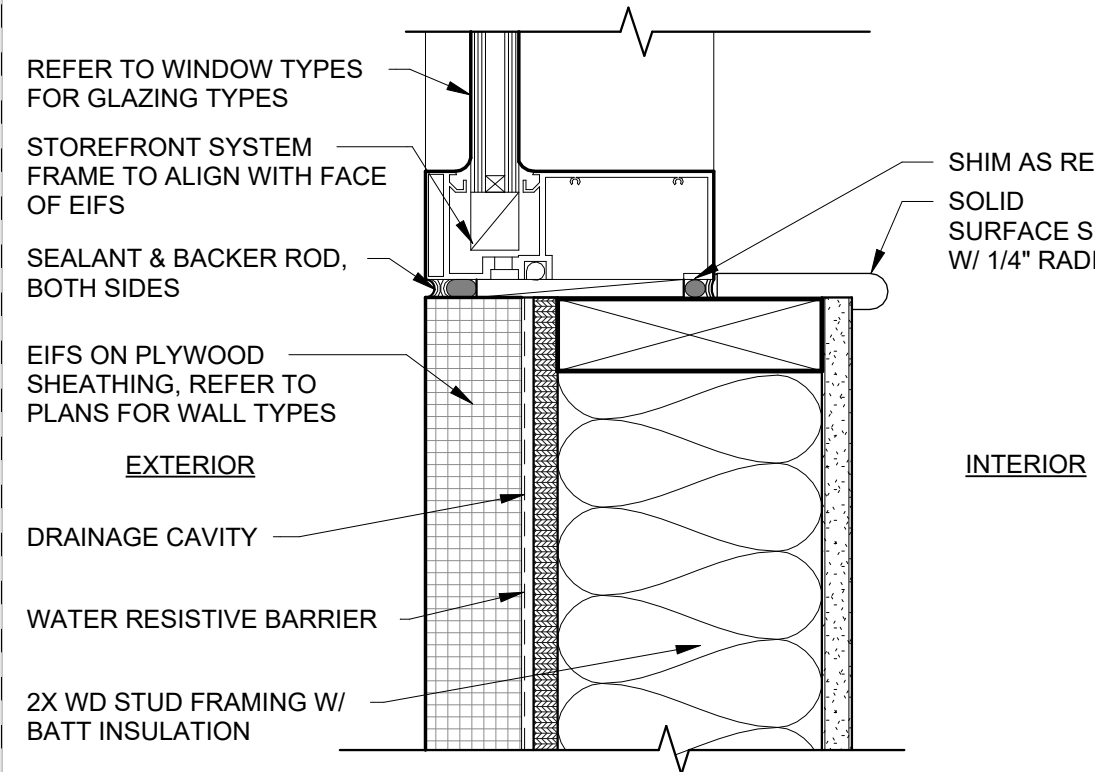 REFER TO WINDOW TYPES
FOR GLAZING TYPES
STOREFRONT SYSTEM
FRAME TO ALIGN WITH FACE
OF EIFS
SEALANT & BACKER ROD,
BOTH SIDES
EIFS ON PLYWOOD
SHEATHING, REFER TO
PLANS FOR WALL TYPES
EXTERIOR
DRAINAGE CAVITY
WATER RESISTIVE BARRIER
2X WD STUD FRAMING W/
BATT INSULATION
SHIM AS
SOLID
SURFACE
W/ 1/4"
INTERIOR